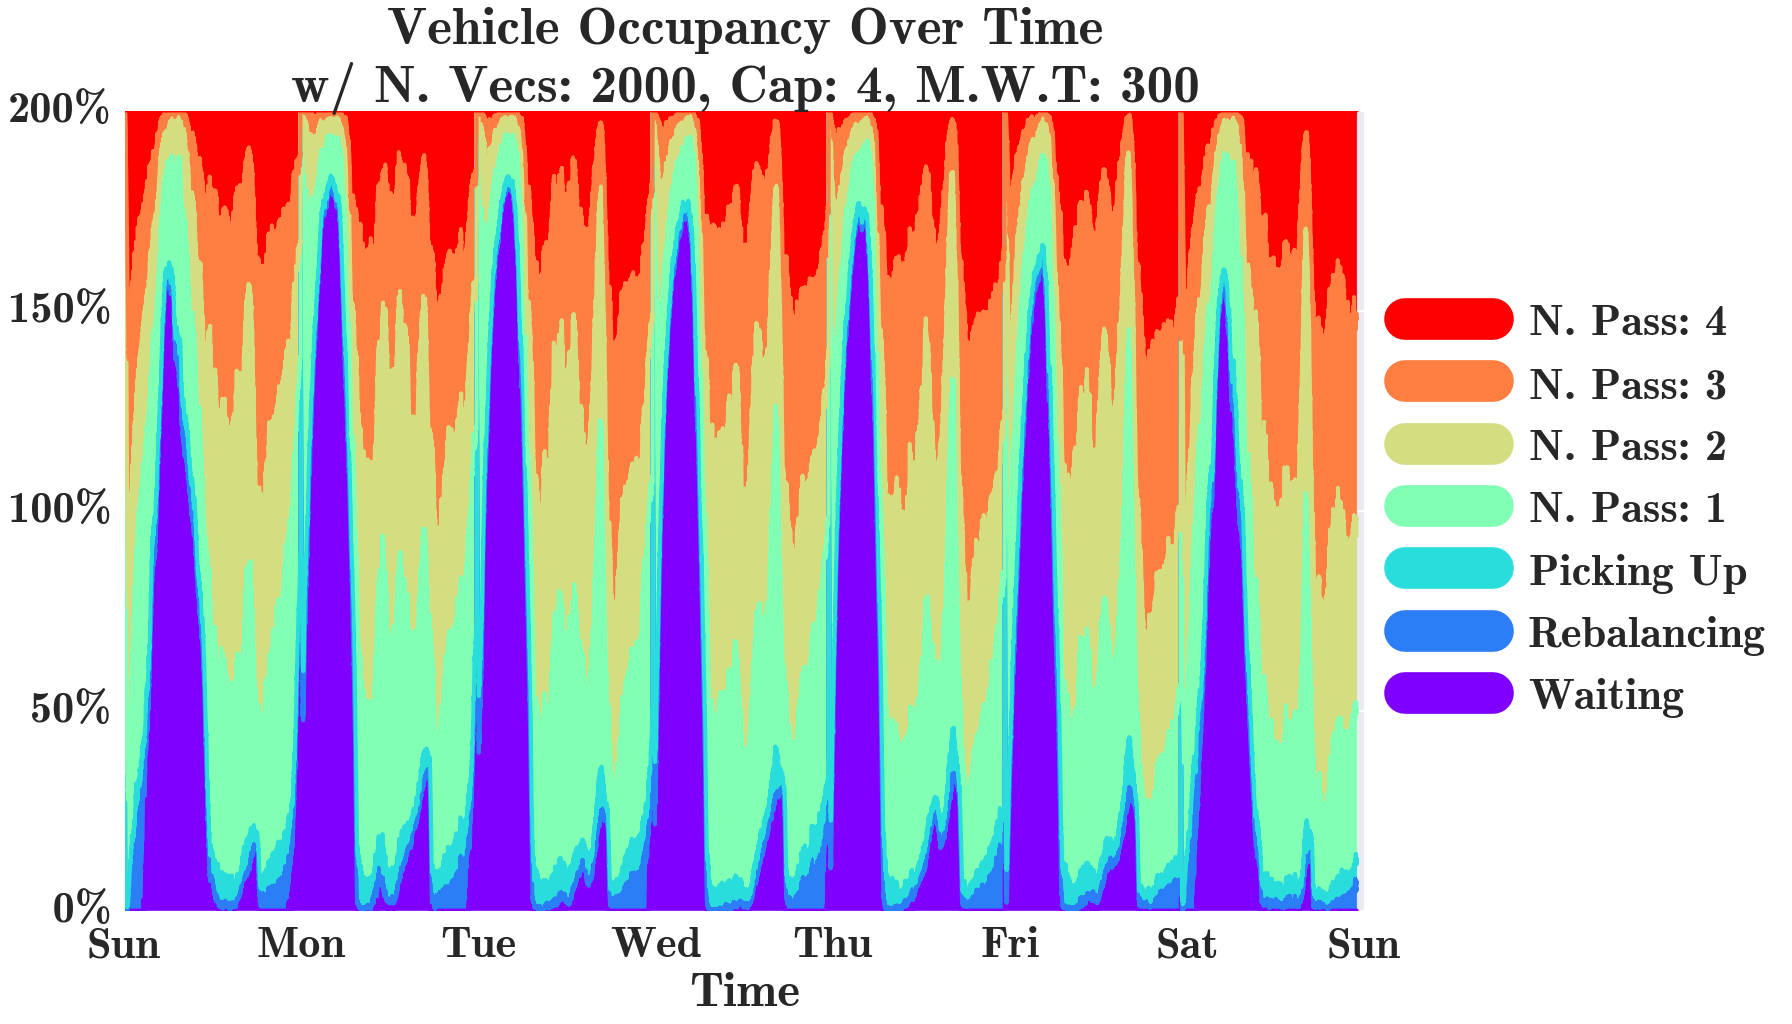 Vehicle Occupancy Over Time
w/ N. Vecs: 2000, Cap: 4, M.W.T: 300
200%
150%
100%
50%
0%
Sun Mon Tue Wed Thu Fri Sat Sun
Time
N. Pass: 4
N. Pass: 3
N. Pass: 2
N. Pass: 1
Picking Up
Rebalancing
Waiting